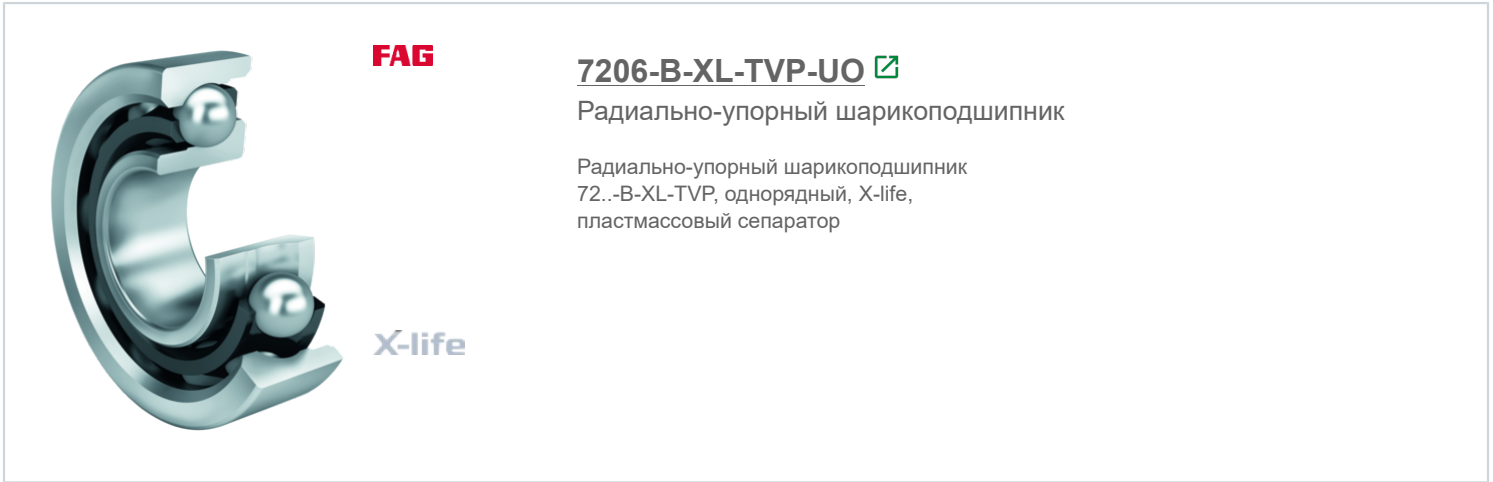 FAG
7206-B-XL-TVP-UO
Радиально-упорный шарикоподшипник
Радиально-упорный шарикоподшипник
72..-B-XL-TVP, однорядный, X-life,
пластмассовый сепаратор
X-life